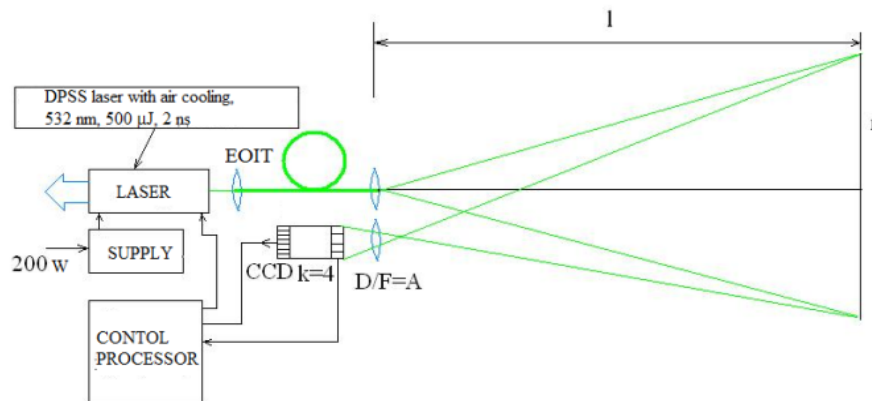 l
DPSS laser with air cooling,
532 nm, 500 μJ, 2 ns
EOIT
LASER
SUPPLY
200 w
CCD k=4
D/F=A
CONTOL
PROCESSOR